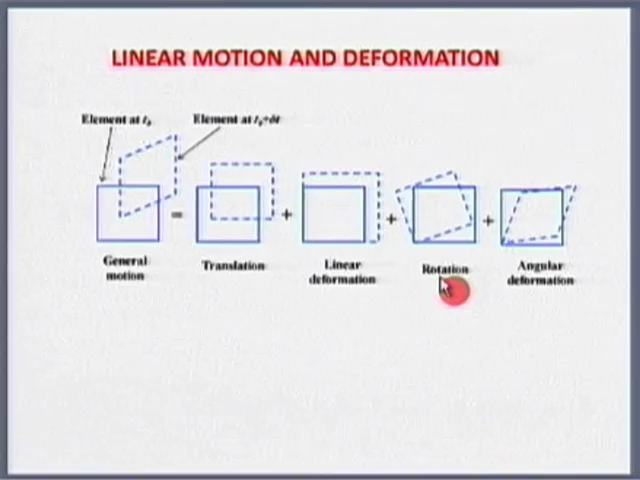 LINEAR MOTION AND DEFORMATION
Element at t₀
Element at t₀+δt
=
+
+
+
General
motion
Translation
Linear
deformation
Rotation
Angular
deformation